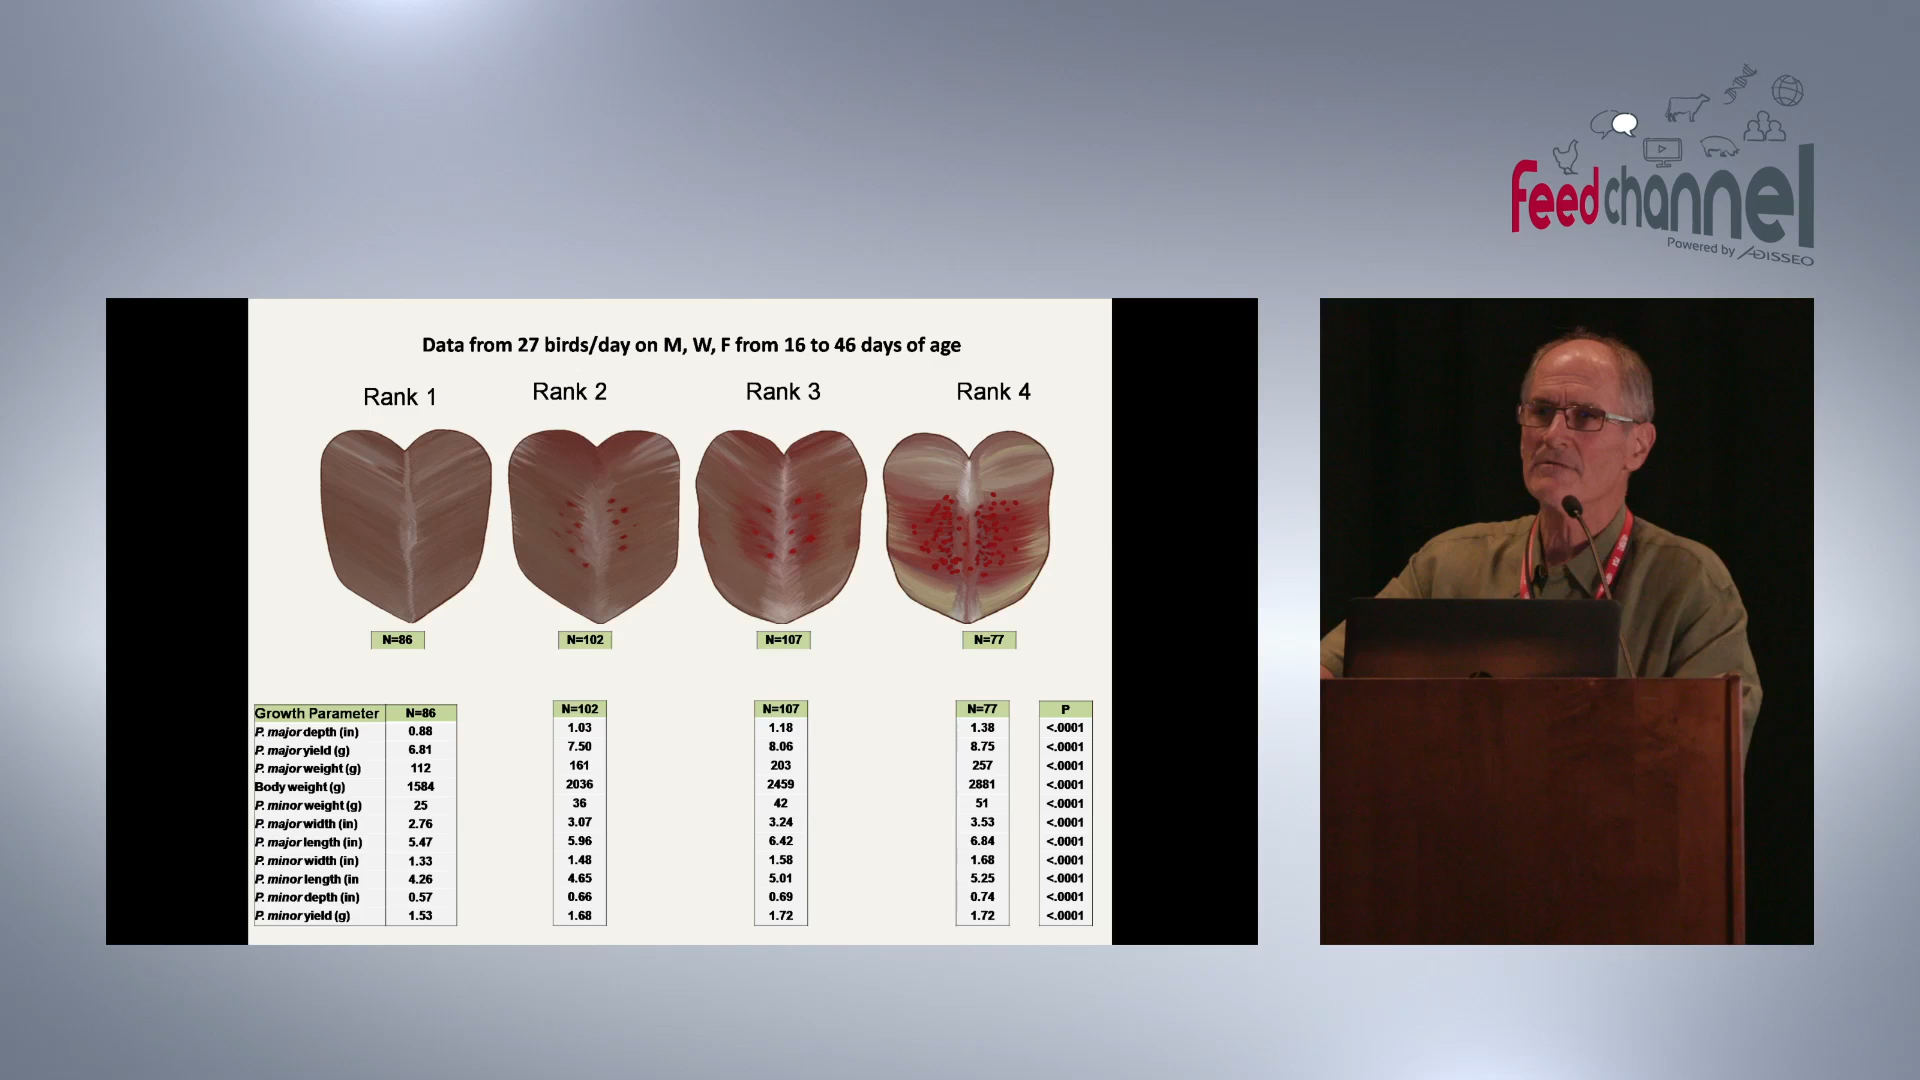 feedchannel
Powered by ADISSEO
Data from 27 birds/day on M, W, F from 16 to 46 days of age
Rank 1 Rank 2 Rank 3 Rank 4
N=86 N=102 N=107 N=77
Growth Parameter N=86 N=102 N=107 N=77 P
P. major depth (in) 0.88 1.03 1.18 1.38 <.0001
P. major yield (g) 6.81 7.50 8.06 8.75 <.0001
P. major weight (g) 112 161 203 257 <.0001
Body weight (g) 1584 2036 2459 2881 <.0001
P. minor weight (g) 25 36 42 51 <.0001
P. major width (in) 2.76 3.07 3.24 3.53 <.0001
P. major length (in) 5.47 5.96 6.42 6.84 <.0001
P. minor width (in) 1.33 1.48 1.58 1.68 <.0001
P. minor length (in 4.26 4.65 5.01 5.25 <.0001
P. minor depth (in) 0.57 0.66 0.69 0.74 <.0001
P. minor yield (g) 1.53 1.68 1.72 1.72 <.0001